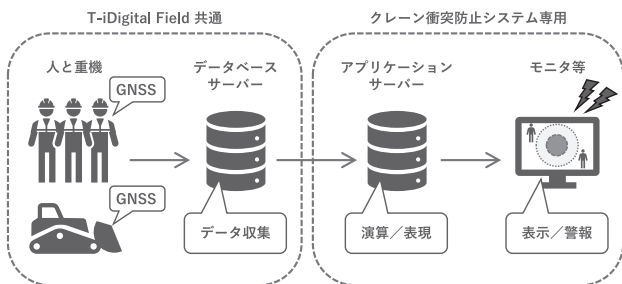 T-iDigital Field 共通
クレーン衝突防止システム専用
人と重機
GNSS
データベース
サーバー
アプリケーション
サーバー
モニタ等
GNSS
データ収集
演算／表現
表示／警報